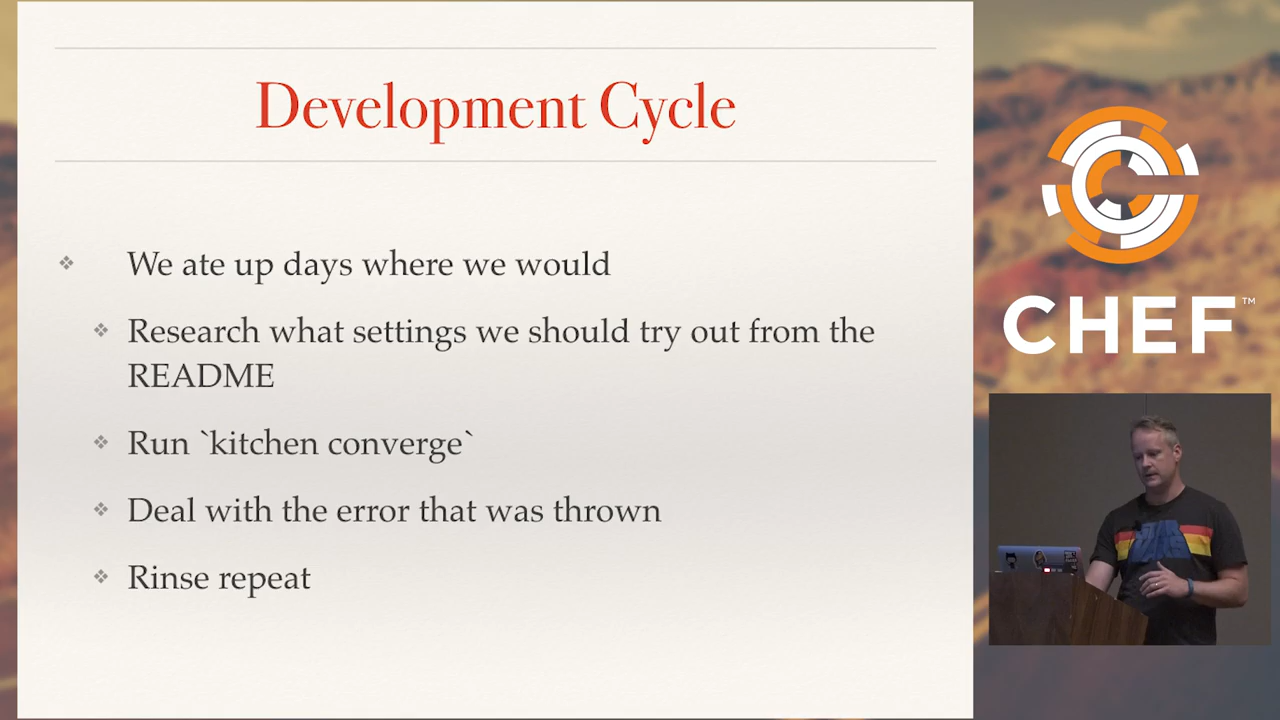 Development Cycle
We ate up days where we would
Research what settings we should try out from the
README
Run `kitchen converge`
Deal with the error that was thrown
Rinse repeat
CHEF™